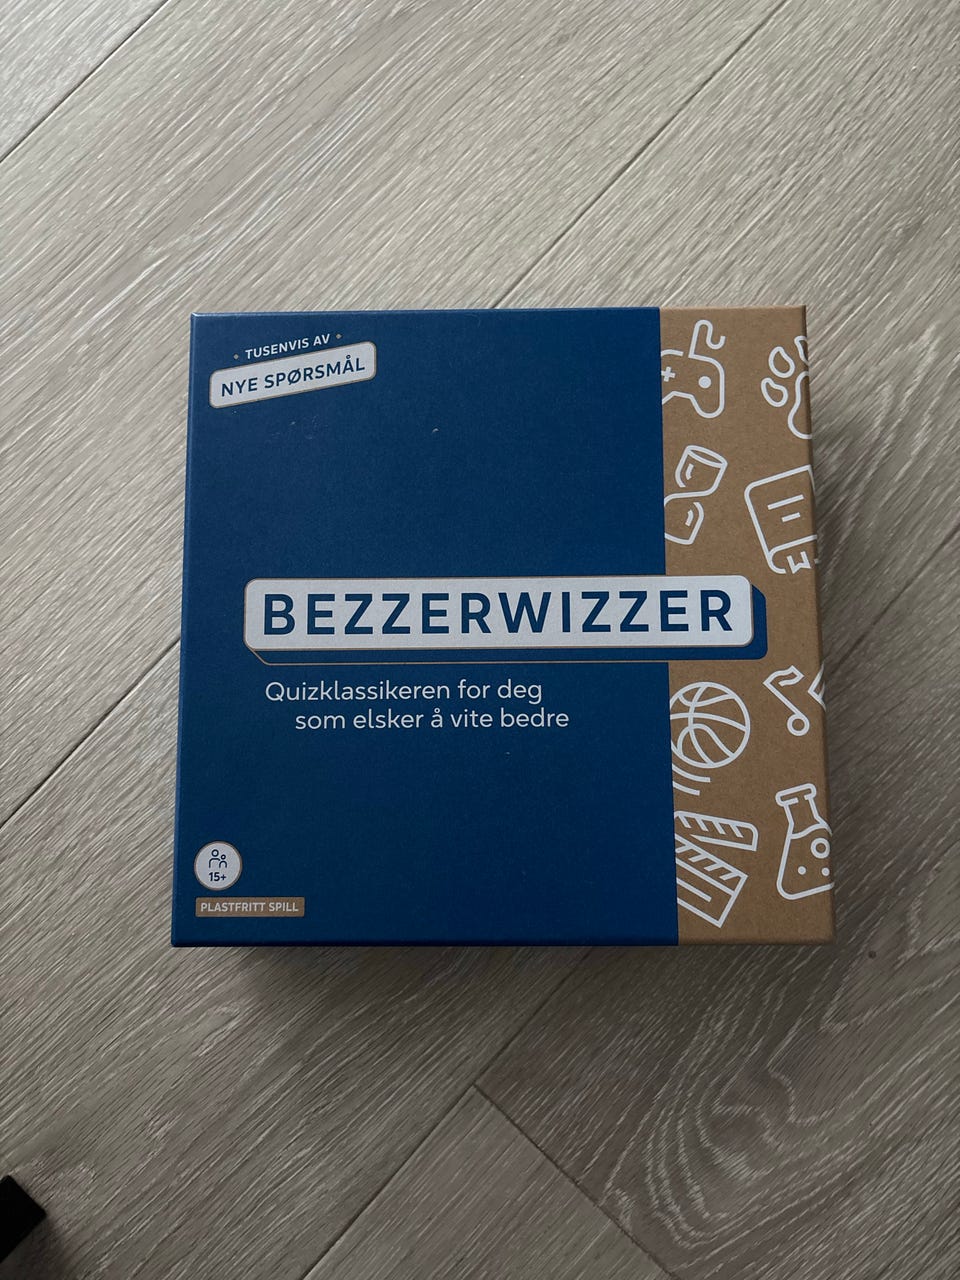 TUSENVIS AV
NYE SPØRSMÅL
BEZZERWIZZER
Quizklassikeren for deg
som elsker å vite bedre
15+
PLASTFRITT SPILL